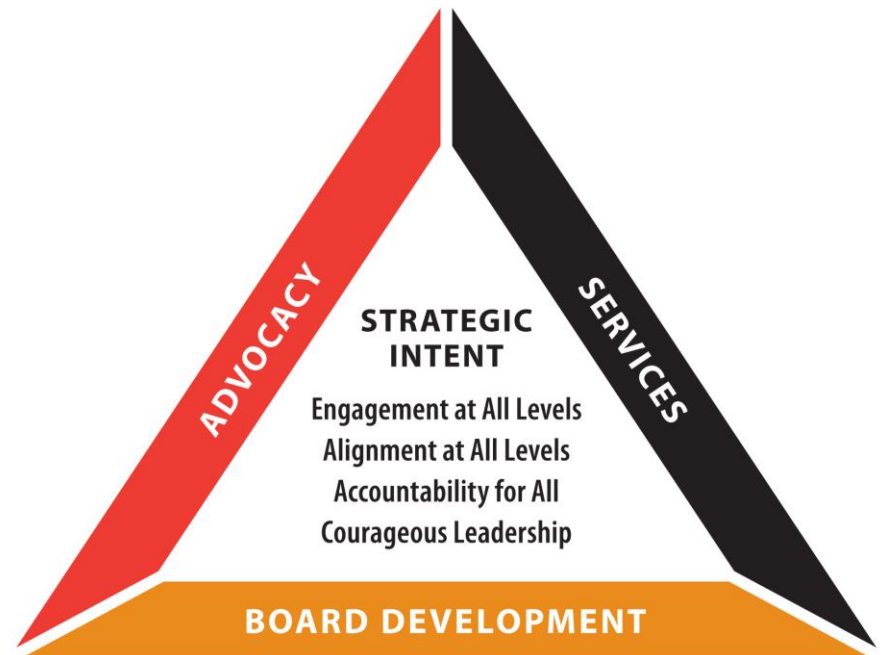 ADVOCACY
SERVICES
STRATEGIC
INTENT
Engagement at All Levels
Alignment at All Levels
Accountability for All
Courageous Leadership
BOARD DEVELOPMENT